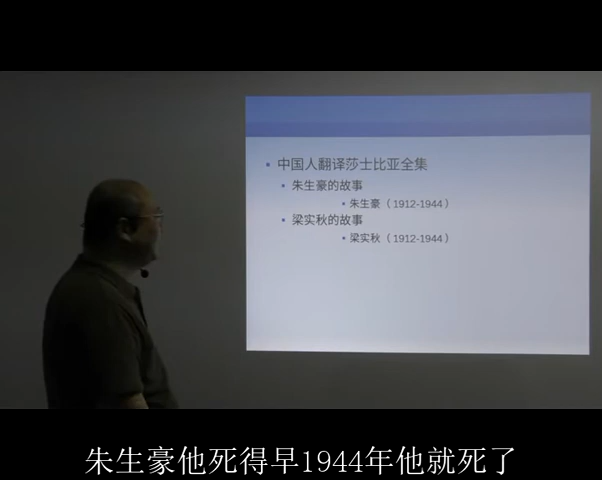 中国人翻译莎士比亚全集
朱生豪的故事
朱生豪（1912-1944）
梁实秋的故事
梁实秋（1912-1944）
朱生豪他死得早1944年他就死了